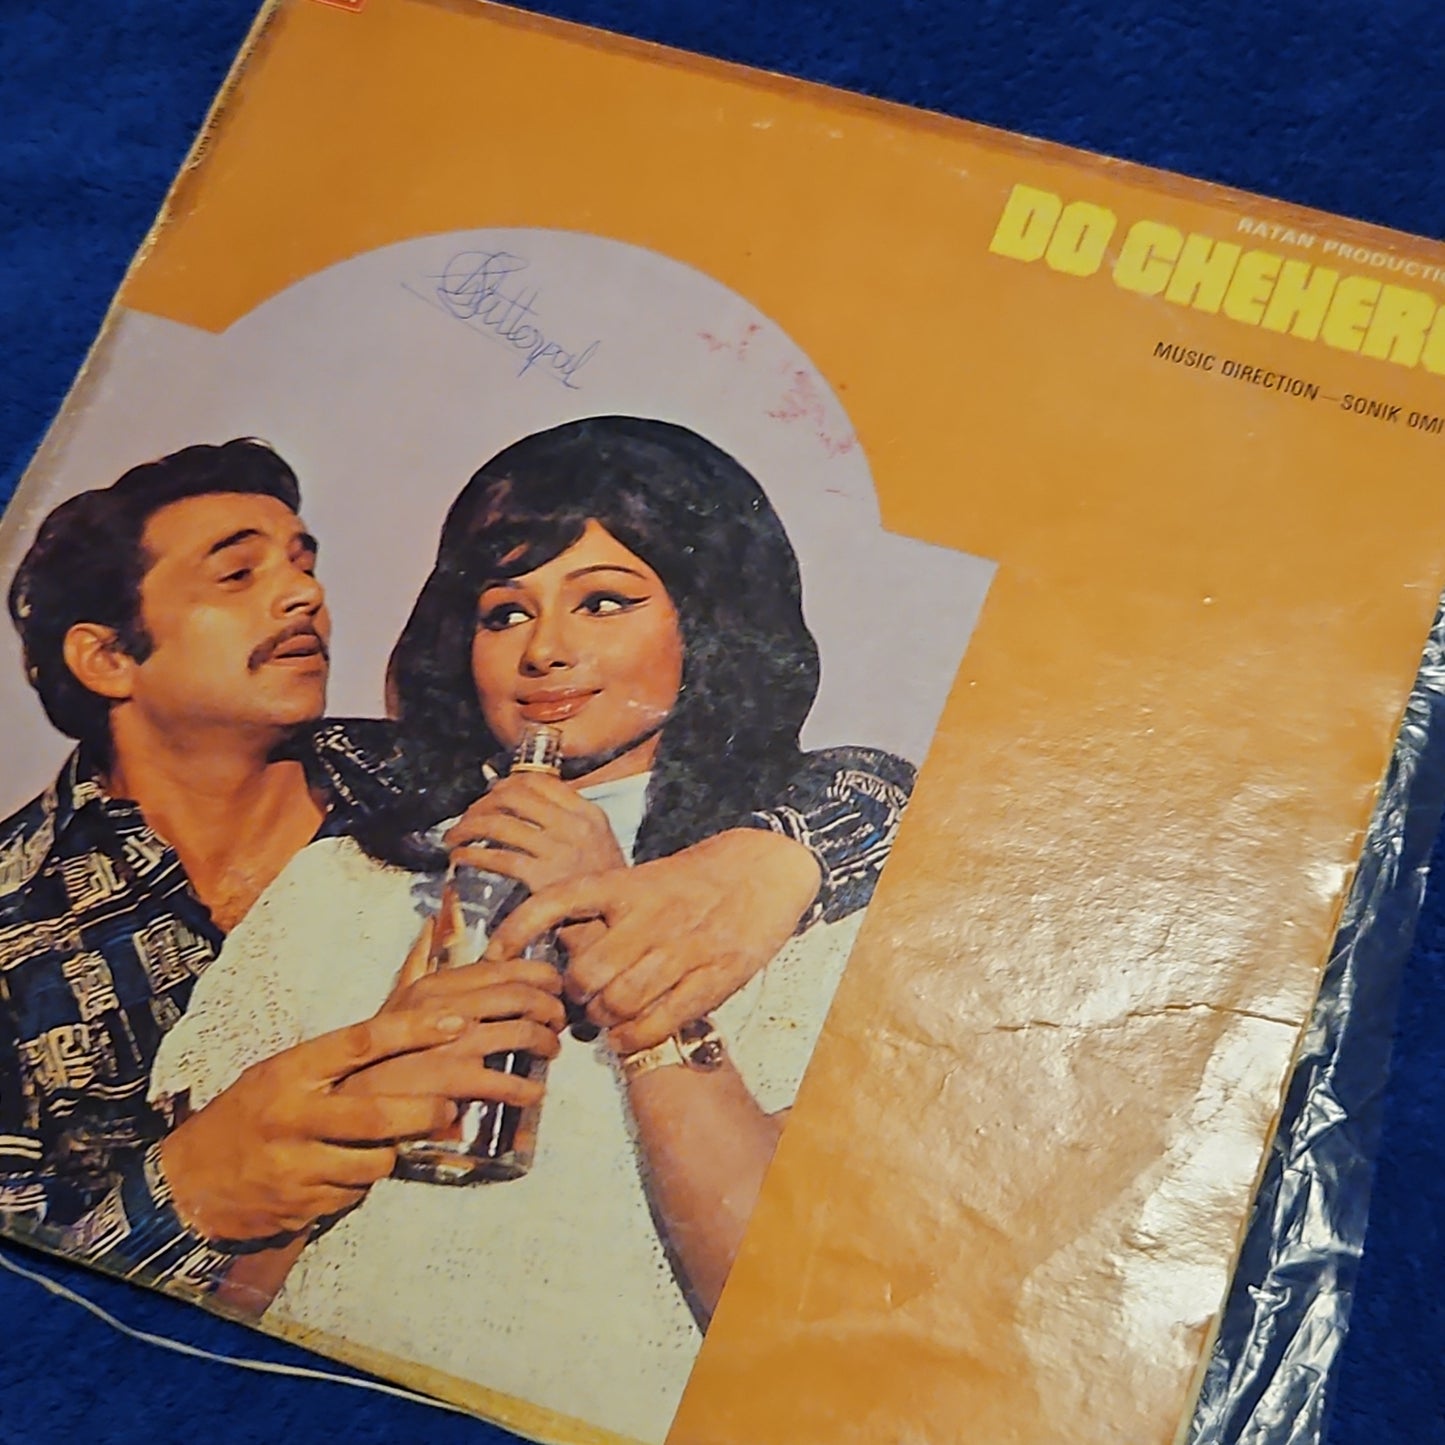 RATAN PRODUCTI
DO CHEHER
MUSIC DIRECTION—SONIK OMI